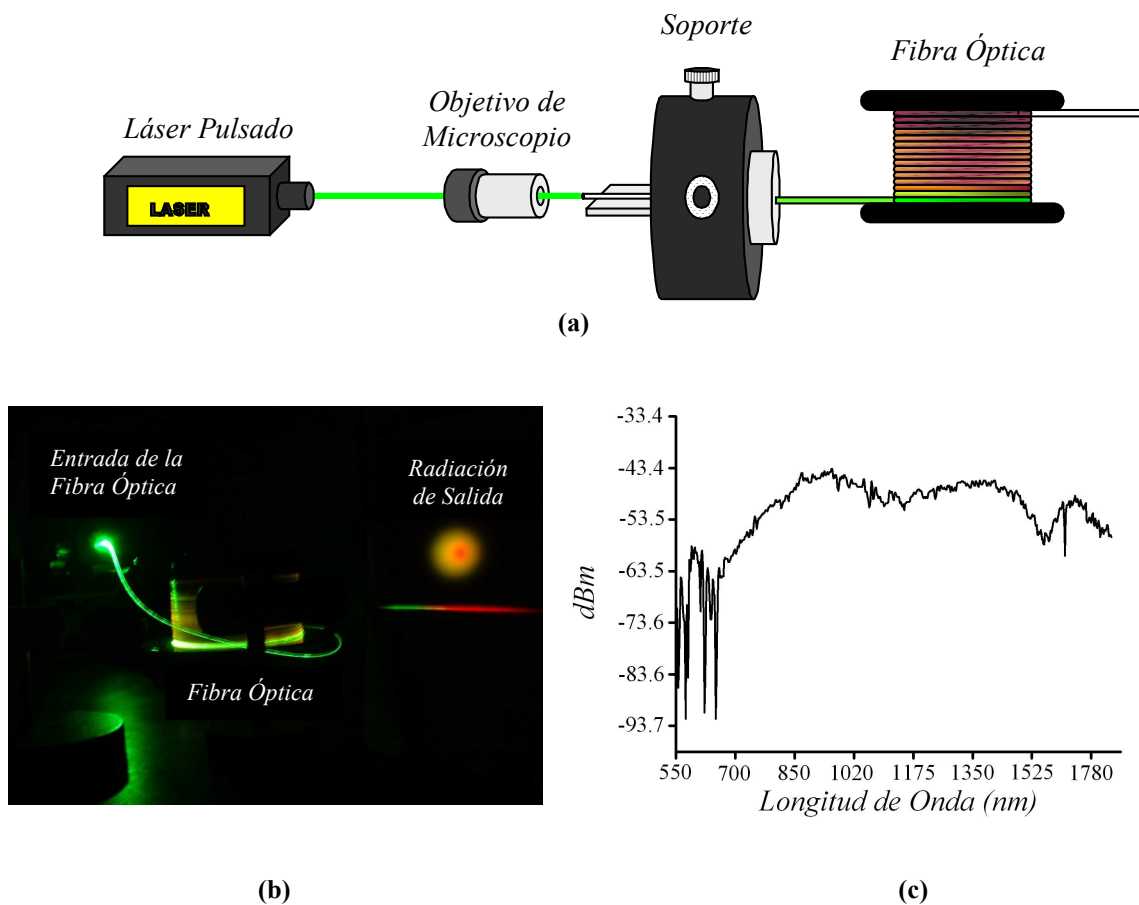 Soporte
Fibra Óptica
Objetivo de
Microscopio
Láser Pulsado
LASER
(a)
Entrada de la
Fibra Óptica
Radiación
de Salida
Fibra Óptica
(b)
-33.4
-43.4
-53.5
-63.5
-73.6
-83.6
-93.7
dBm
550 700 850 1020 1175 1350 1525 1780
Longitud de Onda (nm)
(c)